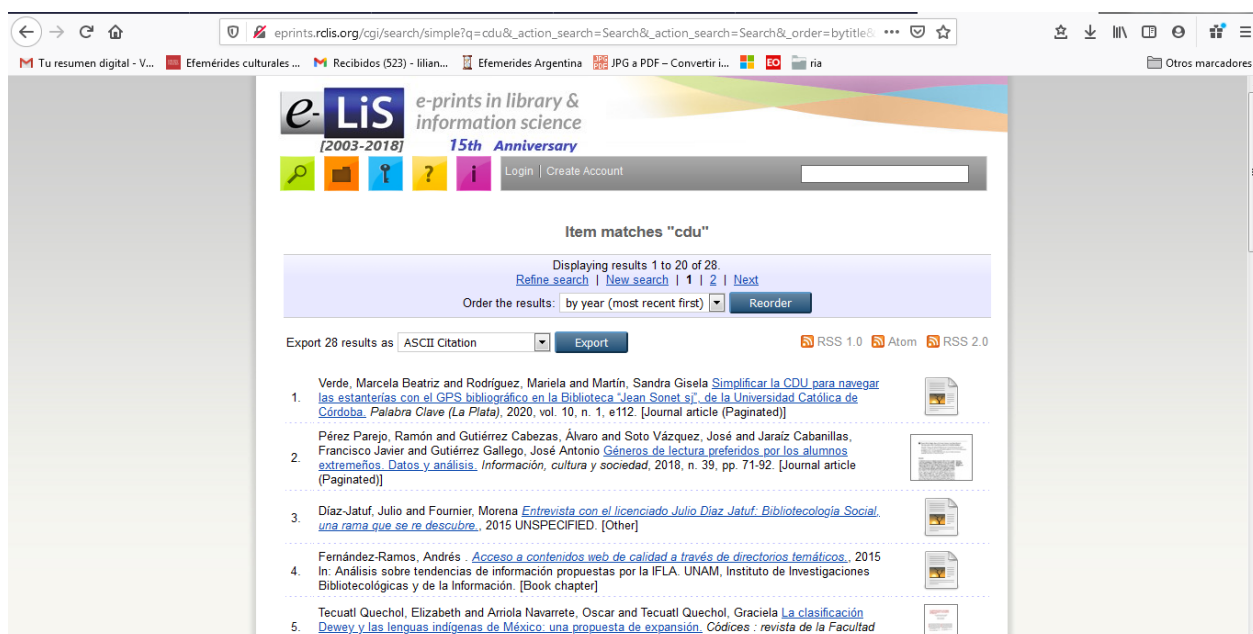 eprints.rclis.org/cgi/search/simple?q=cdu&_action_search=Search&_action_search=Search&_order=bytitle&
Tu resumen digital - V... Efemérides culturales ... Recibidos (523) - lilian... Efemerides Argentina JPG a PDF – Convertir i... EO ria Otros marcadores
e-LiS e-prints in library &
information science
[2003-2018] 15th Anniversary
? i Login | Create Account
Item matches "cdu"
Displaying results 1 to 20 of 28.
Refine search | New search | 1 | 2 | Next
Order the results: by year (most recent first) Reorder
Export 28 results as ASCII Citation Export RSS 1.0 Atom RSS 2.0
Verde, Marcela Beatriz and Rodríguez, Mariela and Martín, Sandra Gisela Simplificar la CDU para navegar
1. las estanterías con el GPS bibliográfico en la Biblioteca "Jean Sonet sj", de la Universidad Católica de
Córdoba. Palabra Clave (La Plata), 2020, vol. 10, n. 1, e112. [Journal article (Paginated)]
Pérez Parejo, Ramón and Gutiérrez Cabezas, Álvaro and Soto Vázquez, José and Jaraíz Cabanillas,
2. Francisco Javier and Gutiérrez Gallego, José Antonio Géneros de lectura preferidos por los alumnos
extremeños. Datos y análisis. Información, cultura y sociedad, 2018, n. 39, pp. 71-92. [Journal article
(Paginated)]
3. Díaz-Jatuf, Julio and Fournier, Morena Entrevista con el licenciado Julio Díaz Jatuf: Bibliotecología Social,
una rama que se re descubre., 2015 UNSPECIFIED. [Other]
Fernández-Ramos, Andrés . Acceso a contenidos web de calidad a través de directorios temáticos., 2015
4. In: Análisis sobre tendencias de información propuestas por la IFLA. UNAM, Instituto de Investigaciones
Bibliotecológicas y de la Información. [Book chapter]
Tecuatl Quechol, Elizabeth and Arriola Navarrete, Oscar and Tecuatl Quechol, Graciela La clasificación
5. Dewey y las lenguas indígenas de México: una propuesta de expansión. Códices : revista de la Facultad